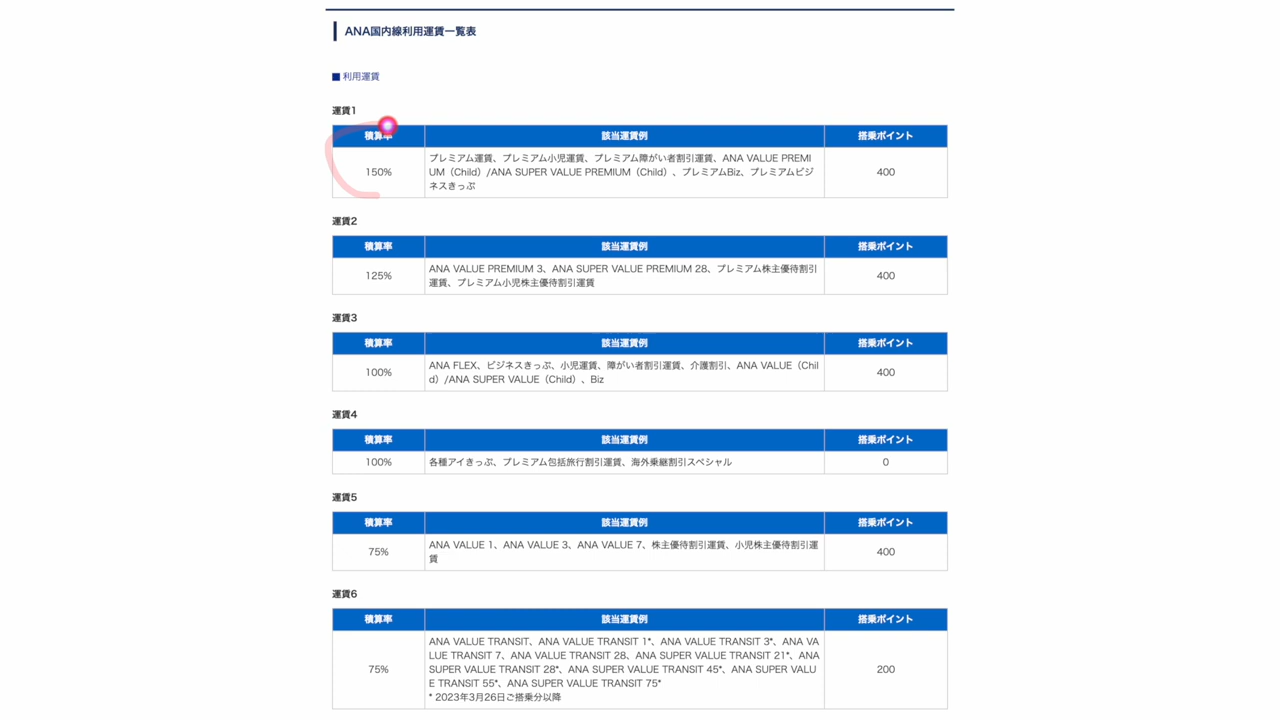 ANA国内線利用運賃一覧表
■ 利用運賃
運賃1
積算率 該当運賃例 搭乗ポイント
150% プレミアム運賃、プレミアム小児運賃、プレミアム障がい者割引運賃、ANA VALUE PREMI
UM（Child）/ANA SUPER VALUE PREMIUM（Child）、プレミアムBiz、プレミアムビジ
ネスきっぷ
400
運賃2
積算率 該当運賃例 搭乗ポイント
125% ANA VALUE PREMIUM 3、ANA SUPER VALUE PREMIUM 28、プレミアム株主優待割引
運賃、プレミアム小児株主優待割引運賃
400
運賃3
積算率 該当運賃例 搭乗ポイント
100% ANA FLEX、ビジネスきっぷ、小児運賃、障がい者割引運賃、介護割引、ANA VALUE（Chil
d）/ANA SUPER VALUE（Child）、Biz
400
運賃4
積算率 該当運賃例 搭乗ポイント
100% 各種アイきっぷ、プレミアム包括旅行割引運賃、海外乗継割引スペシャル 0
運賃5
積算率 該当運賃例 搭乗ポイント
75% ANA VALUE 1、ANA VALUE 3、ANA VALUE 7、株主優待割引運賃、小児株主優待割引運
賃
400
運賃6
積算率 該当運賃例 搭乗ポイント
75% ANA VALUE TRANSIT、ANA VALUE TRANSIT 1*、ANA VALUE TRANSIT 3*、ANA VA
LUE TRANSIT 7、ANA VALUE TRANSIT 28、ANA SUPER VALUE TRANSIT 21*、ANA
SUPER VALUE TRANSIT 28*、ANA SUPER VALUE TRANSIT 45*、ANA SUPER VALU
E TRANSIT 55*、ANA SUPER VALUE TRANSIT 75*
* 2023年3月26日ご搭乗分以降
200